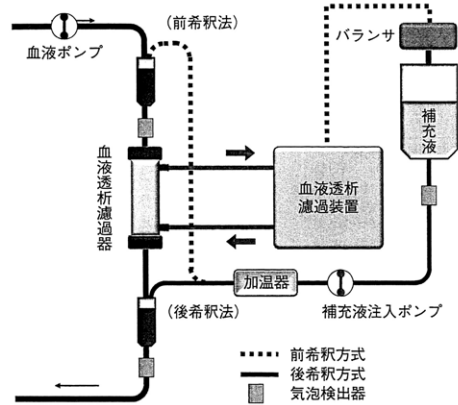 (前希釈法)
血液ポンプ
バランサ
補充液
血液透析濾過器
血液透析
濾過装置
加温器
(後希釈法)
補充液注入ポンプ
前希釈方式
後希釈方式
気泡検出器